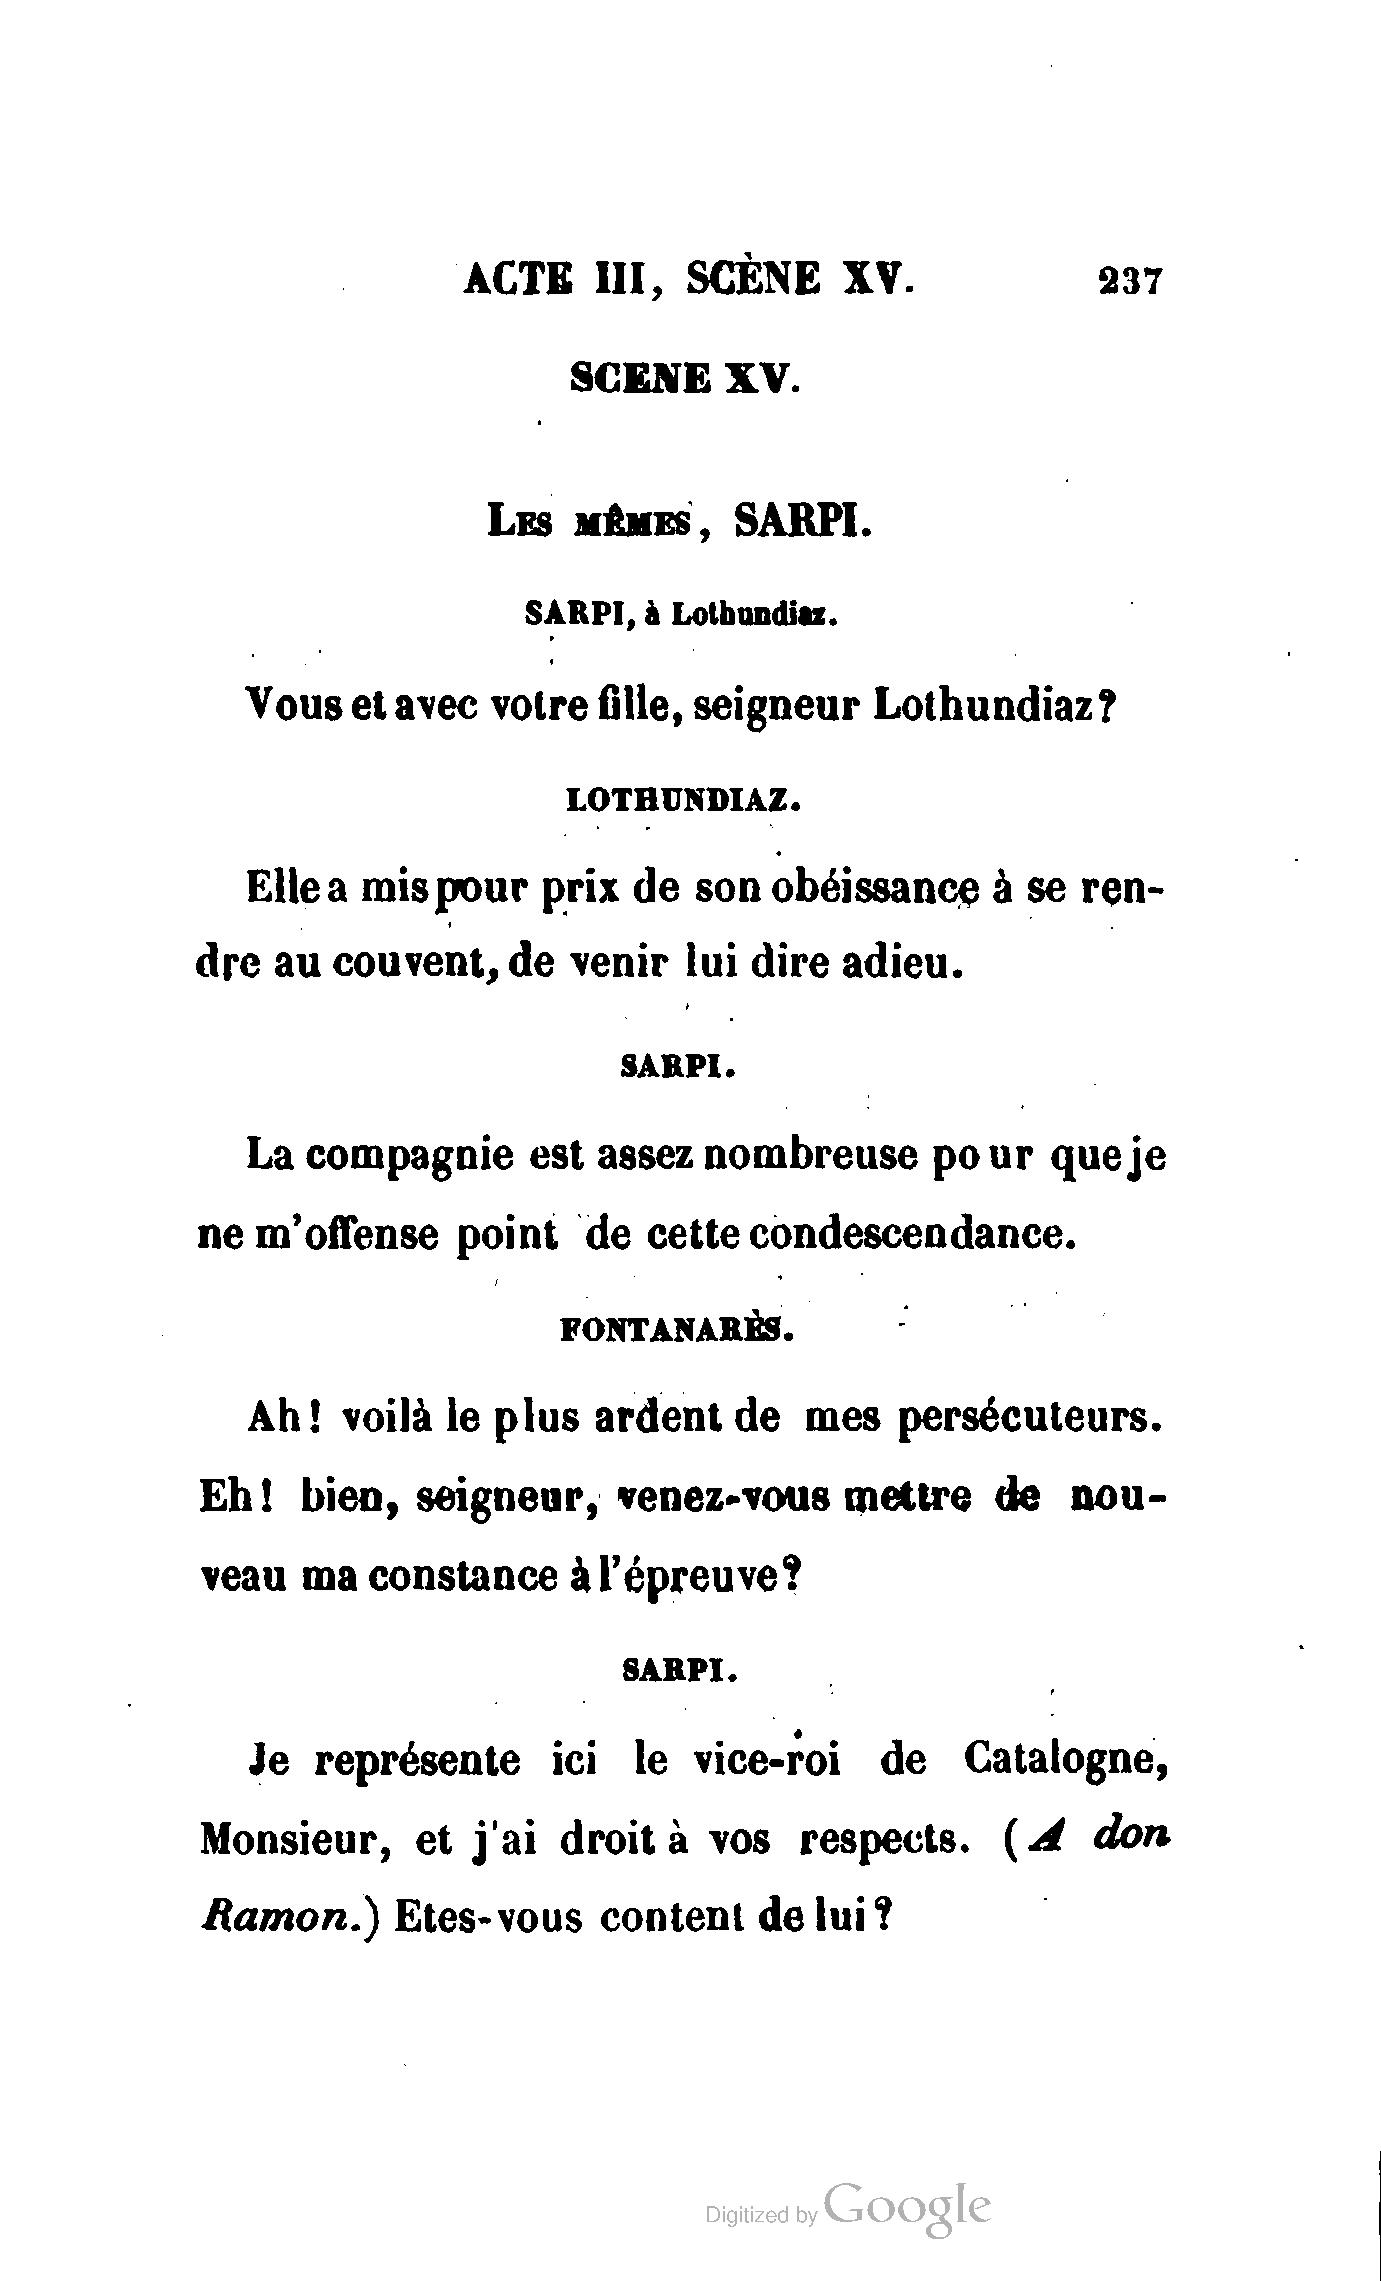 ACTE III, SCÈNE XV. 237
SCENE XV.
LES MÊMES, SARPI.
SARPI, à Lothundiaz.
Vous et avec votre fille, seigneur Lothundiaz?
LOTHUNDIAZ.
Elle a mis pour prix de son obéissance à se ren-
dre au couvent, de venir lui dire adieu.
SARPI.
La compagnie est assez nombreuse pour que je
ne m'offense point de cette condescendance.
FONTANARÈS.
Ah! voilà le plus ardent de mes persécuteurs.
Eh! bien, seigneur, venez-vous mettre de nou-
veau ma constance à l'épreuve?
SARPI.
Je représente ici le vice-roi de Catalogne,
Monsieur, et j'ai droit à vos respects. (A don
Ramon.) Etes-vous content de lui?
Digitized by Google